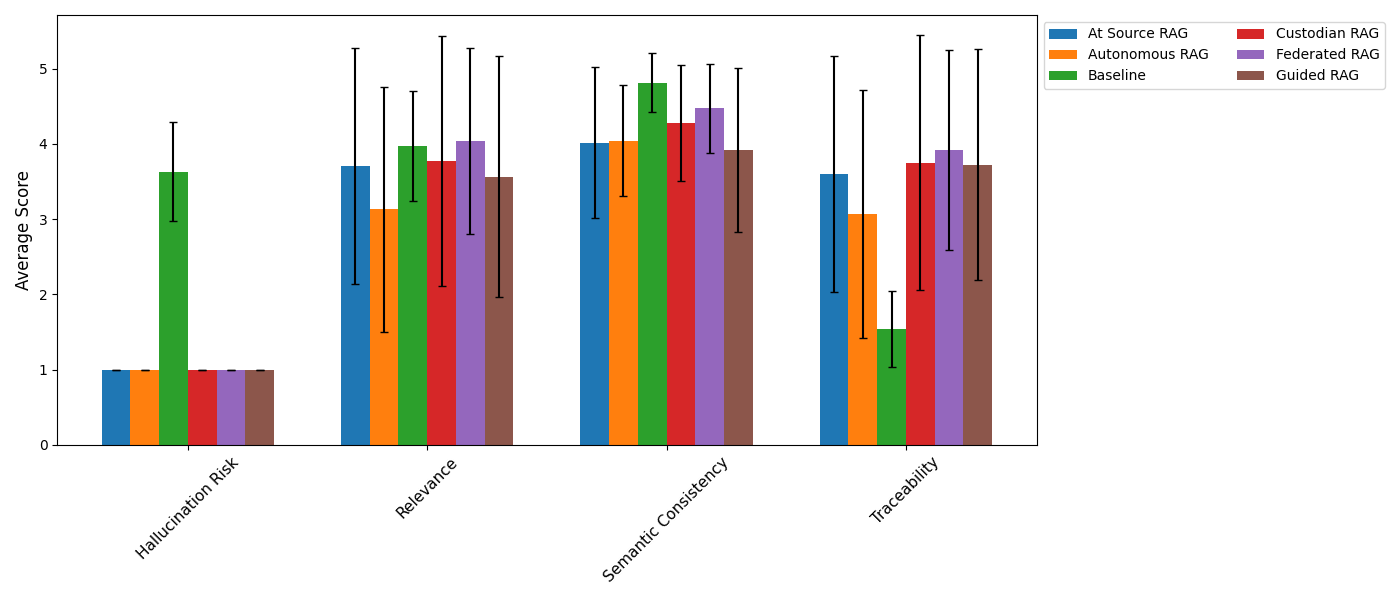 Average Score
5
4
3
2
1
0
Hallucination Risk
Relevance
Semantic Consistency
Traceability
At Source RAG
Autonomous RAG
Baseline
Custodian RAG
Federated RAG
Guided RAG